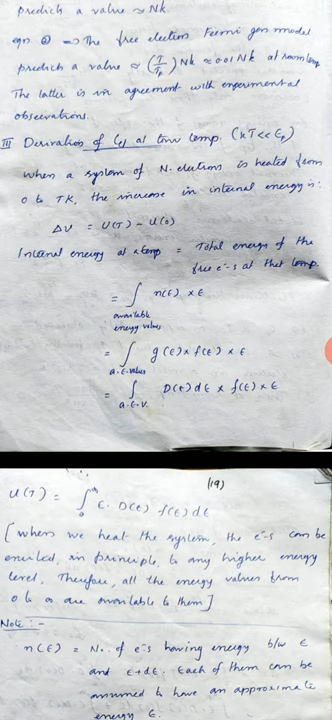 predicts a value ≈ Nk.
eqn ② => The free electron Fermi gas model
predicts a value ≈ (T/T_F) Nk ≈ 0.01 Nk at room temp
The latter is in agreement with experimental
observations.
III Derivation of Cel at low temp. (kT << E_F)
When a system of N. electrons is heated from
0 to TK, the increase in internal energy is:
ΔU = U(T) - U(0)
Internal energy at a temp = Total energy of the
free e⁻s at that temp.
= ∫ n(ε) × ε
available
energy values
= ∫ g(ε) × f(ε) × ε
a.E.values
= ∫ D(ε) dε × f(ε) × ε
a.E.V.
(19)
U(T) = ∫₀^∞ ε. D(ε) f(ε) dε
[when we heat the system, the e⁻s can be
excited, in principle, to any higher energy
level. Therefore, all the energy values from
0 to ∞ are available to them]
Note :-
n(ε) = No. of e⁻s having energy b/w ε
and ε+dε. Each of them can be
assumed to have an approximate
energy ε.